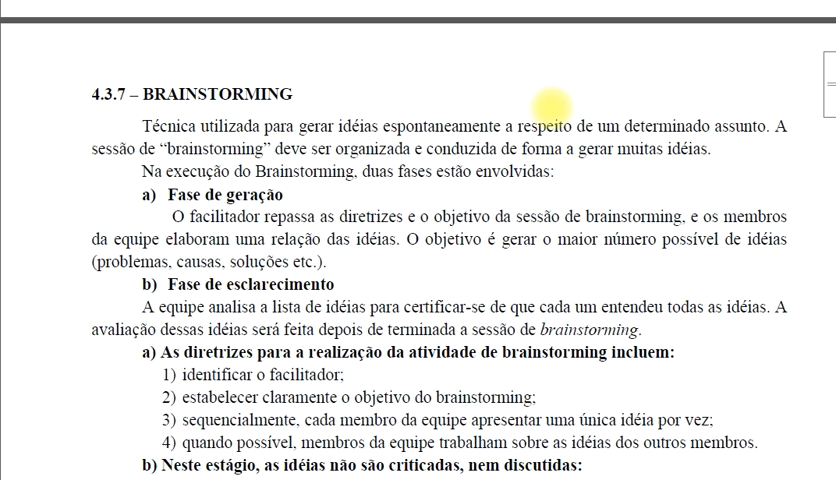 4.3.7 – BRAINSTORMING
Técnica utilizada para gerar idéias espontaneamente a respeito de um determinado assunto. A
sessão de “brainstorming” deve ser organizada e conduzida de forma a gerar muitas idéias.
Na execução do Brainstorming, duas fases estão envolvidas:
a) Fase de geração
O facilitador repassa as diretrizes e o objetivo da sessão de brainstorming, e os membros
da equipe elaboram uma relação das idéias. O objetivo é gerar o maior número possível de idéias
(problemas, causas, soluções etc.).
b) Fase de esclarecimento
A equipe analisa a lista de idéias para certificar-se de que cada um entendeu todas as idéias. A
avaliação dessas idéias será feita depois de terminada a sessão de brainstorming.
a) As diretrizes para a realização da atividade de brainstorming incluem:
1) identificar o facilitador;
2) estabelecer claramente o objetivo do brainstorming;
3) sequencialmente, cada membro da equipe apresentar uma única idéia por vez;
4) quando possível, membros da equipe trabalham sobre as idéias dos outros membros.
b) Neste estágio, as idéias não são criticadas, nem discutidas: